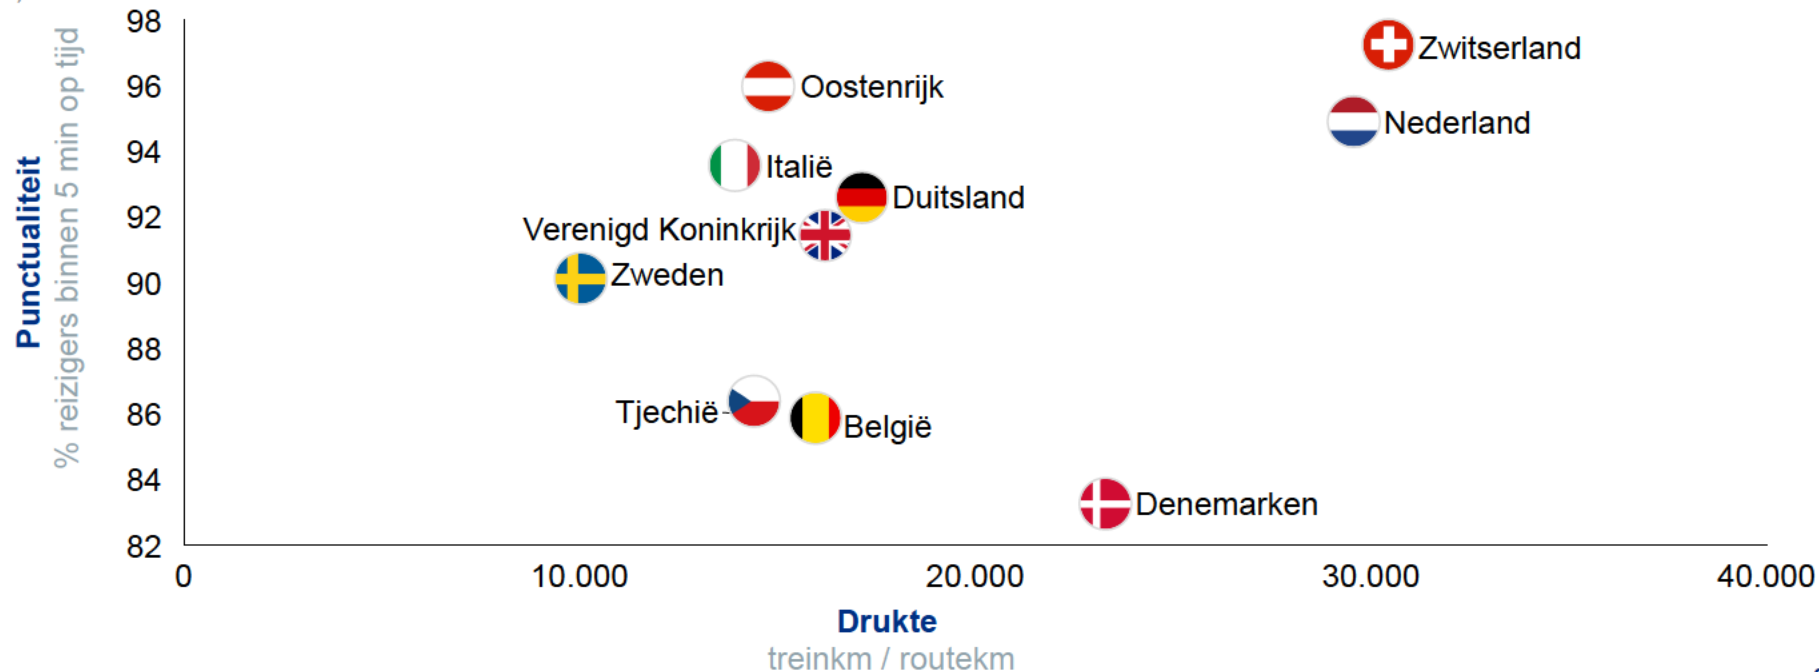 Punctualiteit
% reizigers binnen 5 min op tijd
98
96
94
92
90
88
86
84
82
Zwitserland
Oostenrijk
Nederland
Italië
Duitsland
Verenigd Koninkrijk
Zweden
Tjechië
België
Denemarken
0
10.000
20.000
30.000
40.000
Drukte
treinkm / routekm